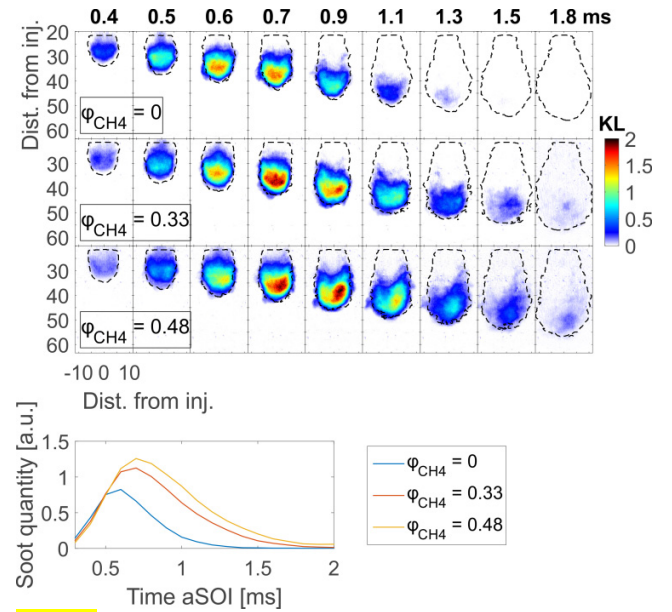 0.4 0.5 0.6 0.7 0.9 1.1 1.3 1.5 1.8 ms
Dist. from inj.
20
30
40
50
60
φCH4 = 0
KL
2
1.5
1
0.5
0
30
40
50
60
φCH4 = 0.33
30
40
50
60
φCH4 = 0.48
-10 0 10
Dist. from inj.
Soot quantity [a.u.]
1.5
1
0.5
0
0.5 1 1.5 2
Time aSOI [ms]
φCH4 = 0
φCH4 = 0.33
φCH4 = 0.48